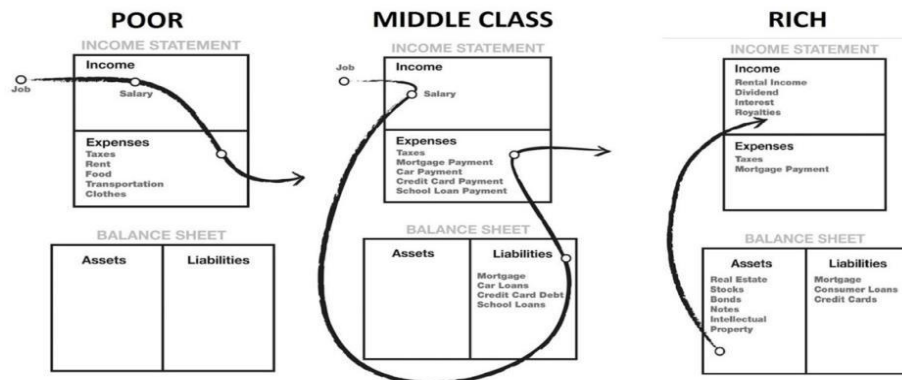 POOR
INCOME STATEMENT
Job
Income
Salary
Expenses
Taxes
Rent
Food
Transportation
Clothes
BALANCE SHEET
Assets
Liabilities
MIDDLE CLASS
INCOME STATEMENT
Job
Income
Salary
Expenses
Taxes
Mortgage Payment
Car Payment
Credit Card Payment
School Loan Payment
BALANCE SHEET
Assets
Liabilities
Mortgage
Car Loans
Credit Card Debt
School Loans
RICH
INCOME STATEMENT
Income
Rental Income
Dividend
Interest
Royalties
Expenses
Taxes
Mortgage Payment
BALANCE SHEET
Assets
Real Estate
Stocks
Bonds
Notes
Intellectual
Property
Liabilities
Mortgage
Consumer Loans
Credit Cards